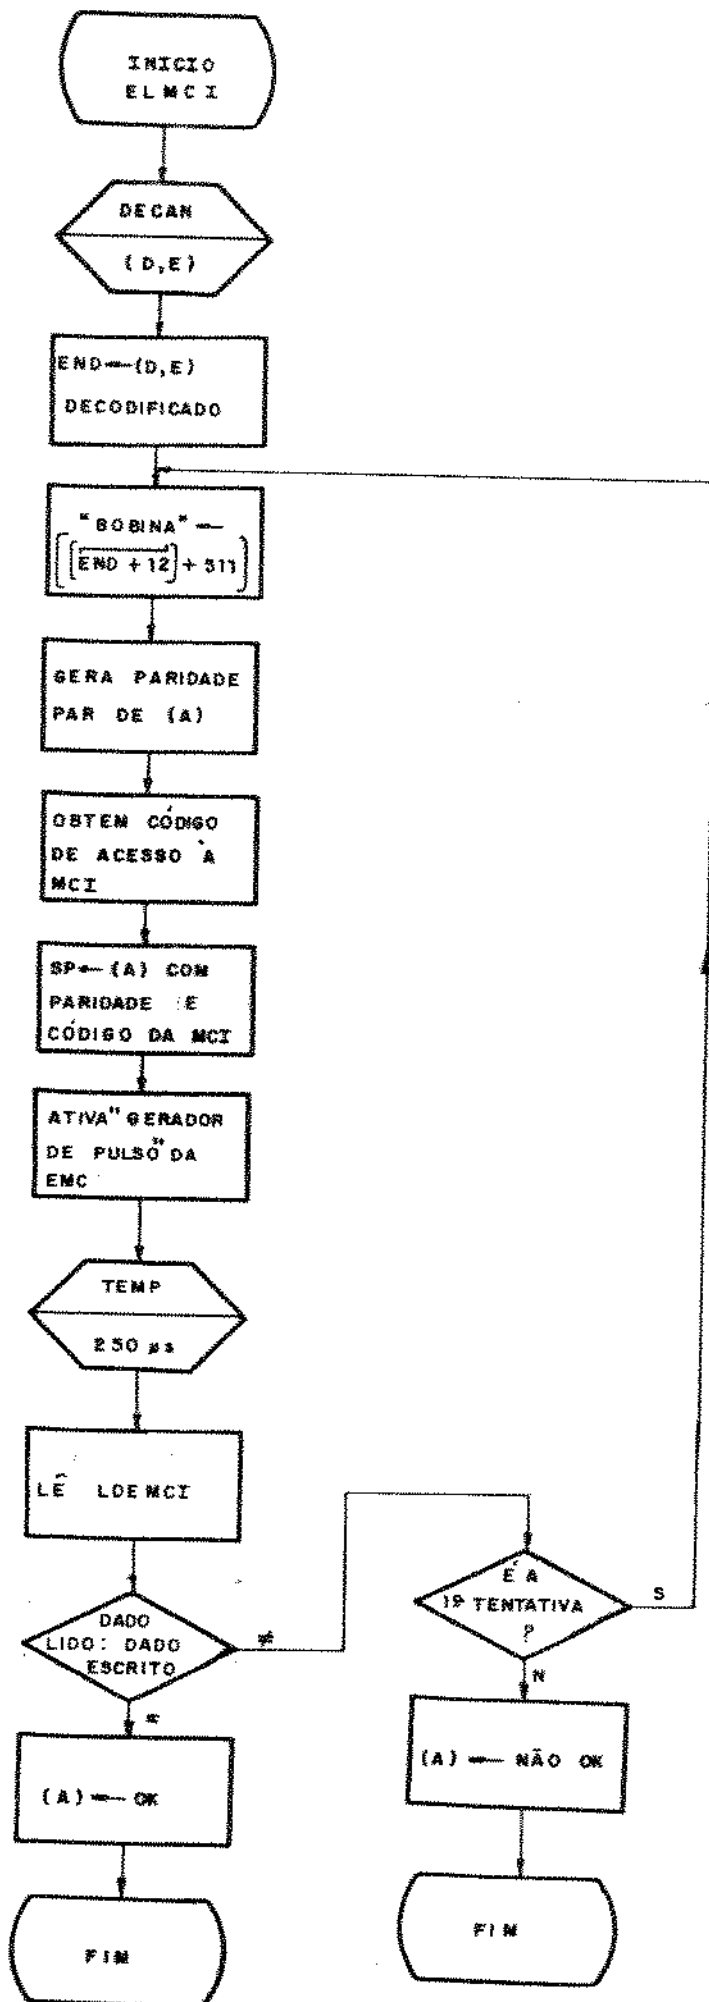 INICIO
ELMCI
DECAN
(D,E)
END←(D,E)
DECODIFICADO
"BOBINA" ←
([END + 12] + 511)
GERA PARIDADE
PAR DE (A)
OBTEM CÓDIGO
DE ACESSO À
MCI
SP← (A) COM
PARIDADE E
CÓDIGO DA MCI
ATIVA "GERADOR
DE PULSO" DA
EMC
TEMP
250 µs
LÊ LDEMCI
DADO
LIDO: DADO
ESCRITO
≠
=
(A) ← OK
FIM
É A
1ª TENTATIVA
?
S
N
(A) ← NÃO OK
FIM